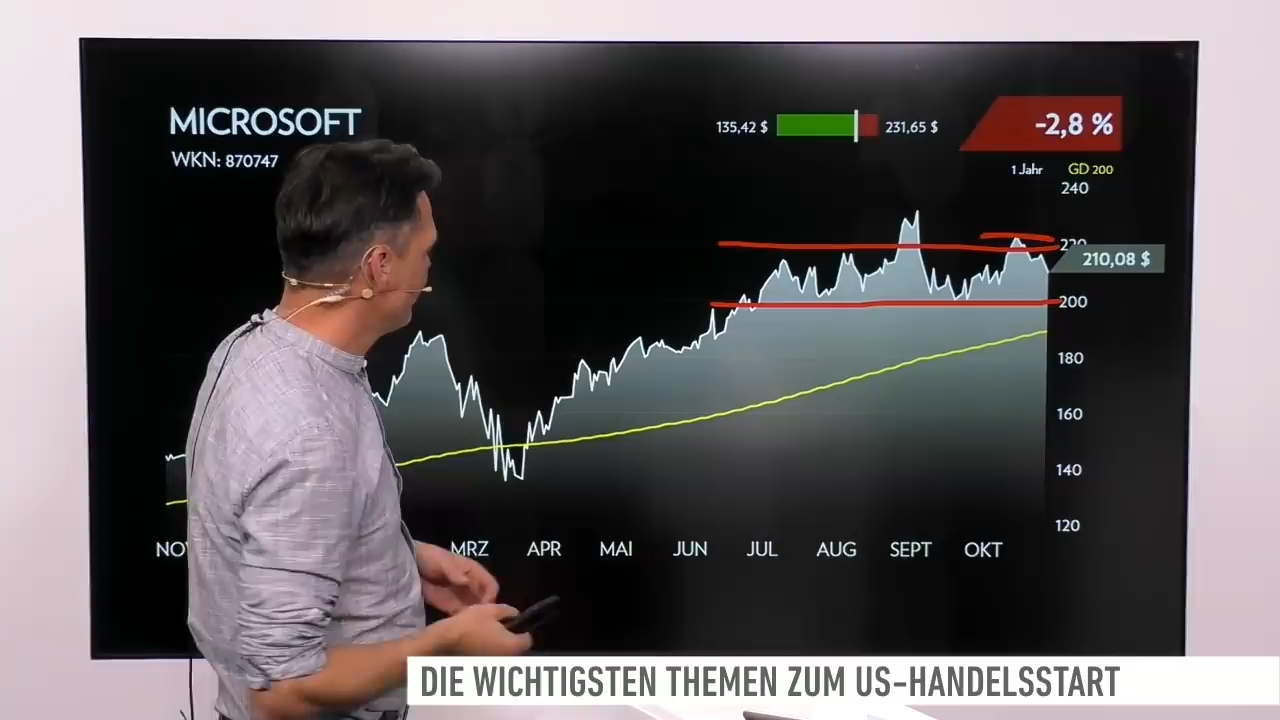 MICROSOFT
WKN: 870747
135,42 $
231,65 $
-2,8 %
1 Jahr
GD 200
240
220
210,08 $
200
180
160
140
120
MRZ
APR
MAI
JUN
JUL
AUG
SEPT
OKT
DIE WICHTIGSTEN THEMEN ZUM US-HANDELSSTART